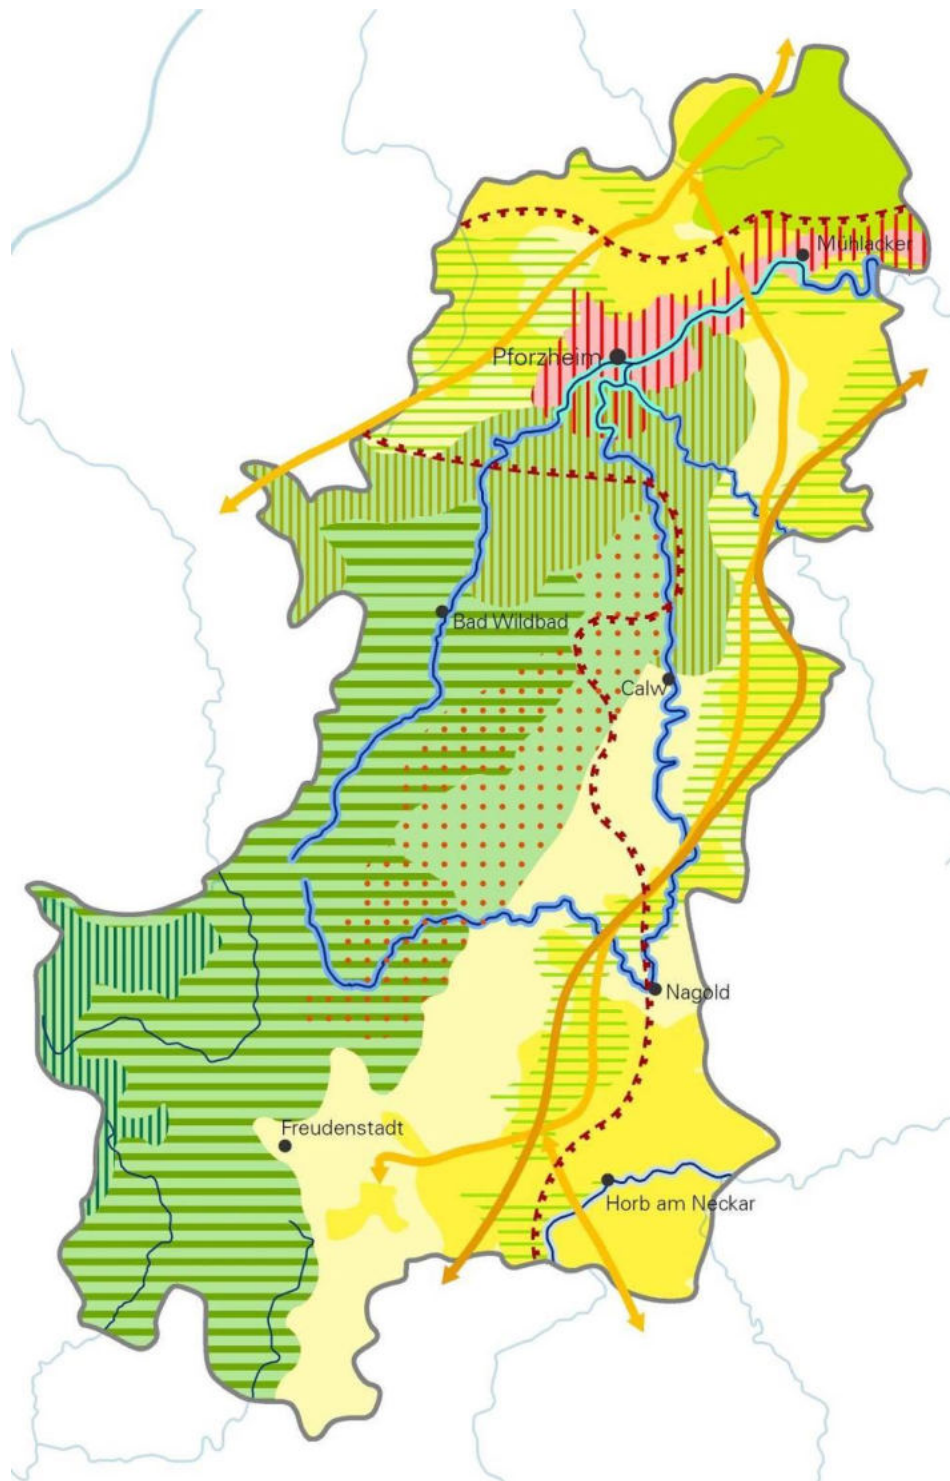 Mühlacker
Pforzheim
Bad Wildbad
Calw
Nagold
Freudenstadt
Horb am Neckar